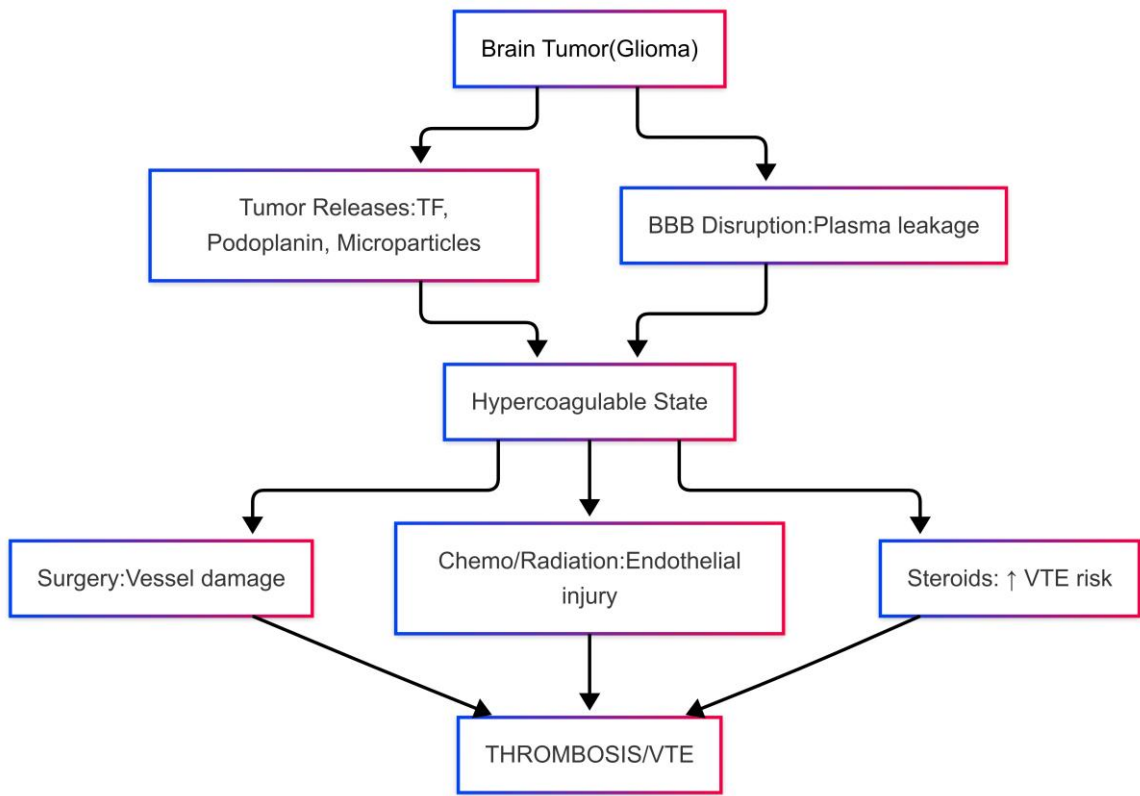 Brain Tumor(Glioma)
Tumor Releases:TF,
Podoplanin, Microparticles
BBB Disruption:Plasma leakage
Hypercoagulable State
Surgery:Vessel damage
Chemo/Radiation:Endothelial
injury
Steroids: ↑ VTE risk
THROMBOSIS/VTE